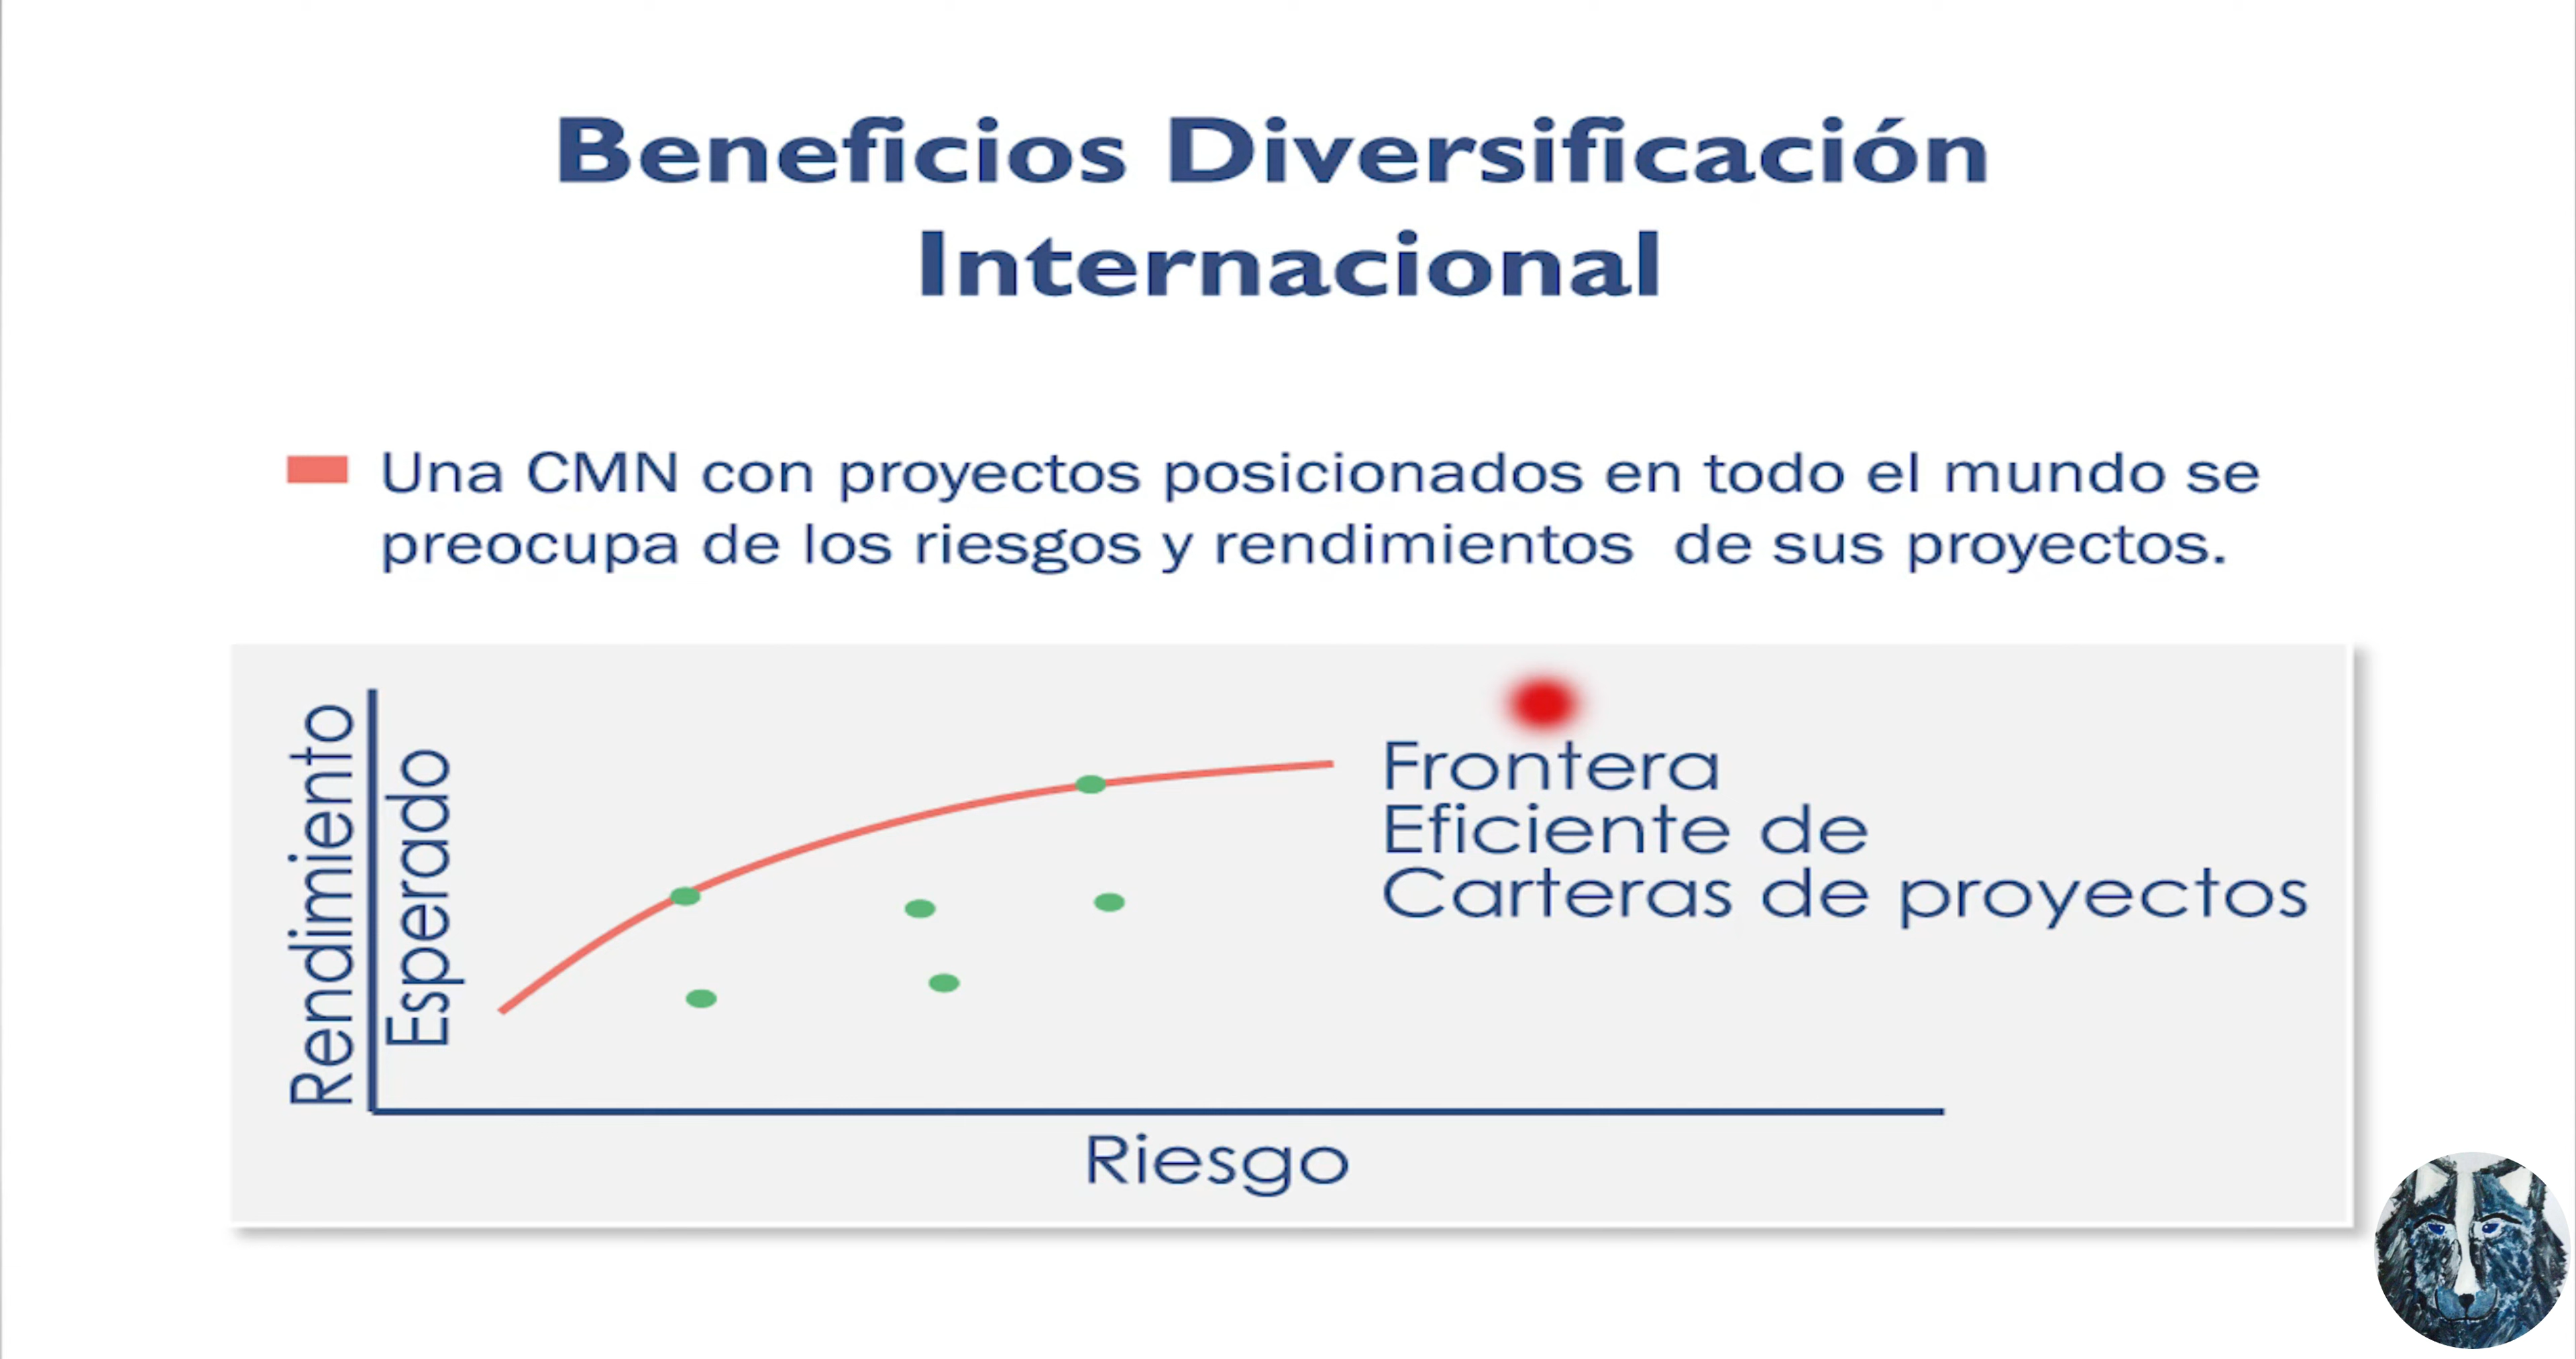 Beneficios Diversificación
Internacional
Una CMN con proyectos posicionados en todo el mundo se
preocupa de los riesgos y rendimientos de sus proyectos.
Rendimiento
Esperado
Frontera
Eficiente de
Carteras de proyectos
Riesgo